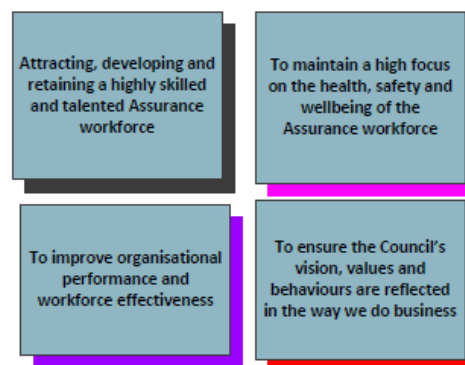 Attracting, developing and
retaining a highly skilled
and talented Assurance
workforce
To maintain a high focus
on the health, safety and
wellbeing of the
Assurance workforce
To improve organisational
performance and
workforce effectiveness
To ensure the Council's
vision, values and
behaviours are reflected
in the way we do business